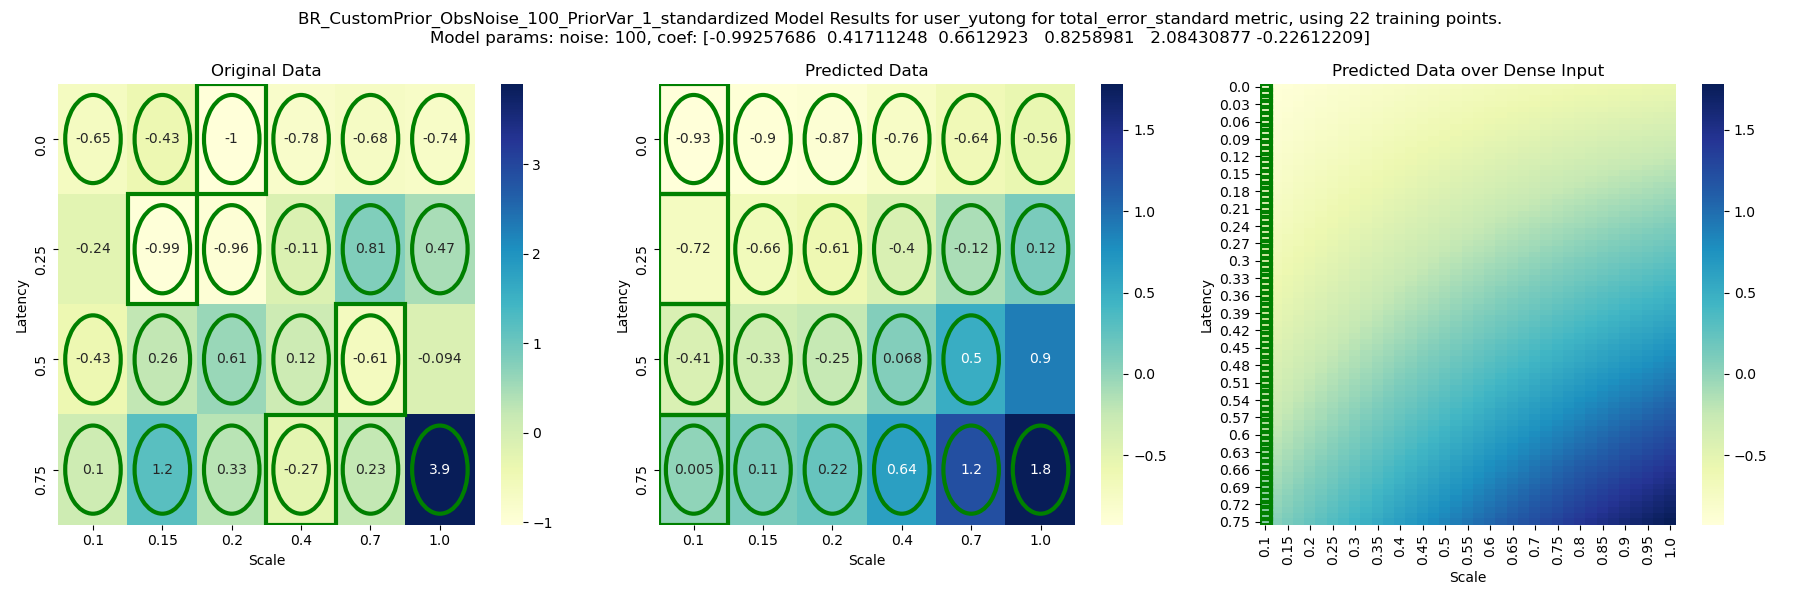 BR_CustomPrior_ObsNoise_100_PriorVar_1_standardized Model Results for user_yutong for total_error_standard metric, using 22 training points.
Model params: noise: 100, coef: [-0.99257686 0.41711248 0.6612923 0.8258981 2.08430877 -0.22612209]
Original Data
Latency
0.0
-0.65 -0.43 -1 -0.78 -0.68 -0.74
0.25
-0.24 -0.99 -0.96 -0.11 0.81 0.47
0.5
-0.43 0.26 0.61 0.12 -0.61 -0.094
0.75
0.1 1.2 0.33 -0.27 0.23 3.9
0.1 0.15 0.2 0.4 0.7 1.0
Scale
3
2
1
0
−1
Predicted Data
Latency
0.0
-0.93 -0.9 -0.87 -0.76 -0.64 -0.56
0.25
-0.72 -0.66 -0.61 -0.4 -0.12 0.12
0.5
-0.41 -0.33 -0.25 0.068 0.5 0.9
0.75
0.005 0.11 0.22 0.64 1.2 1.8
0.1 0.15 0.2 0.4 0.7 1.0
Scale
1.5
1.0
0.5
0.0
−0.5
Predicted Data over Dense Input
Latency
0.0
0.03
0.06
0.09
0.12
0.15
0.18
0.21
0.24
0.27
0.3
0.33
0.36
0.39
0.42
0.45
0.48
0.51
0.54
0.57
0.6
0.63
0.66
0.69
0.72
0.75
0.1 0.15 0.2 0.25 0.3 0.35 0.4 0.45 0.5 0.55 0.6 0.65 0.7 0.75 0.8 0.85 0.9 0.95 1.0
Scale
1.5
1.0
0.5
0.0
−0.5